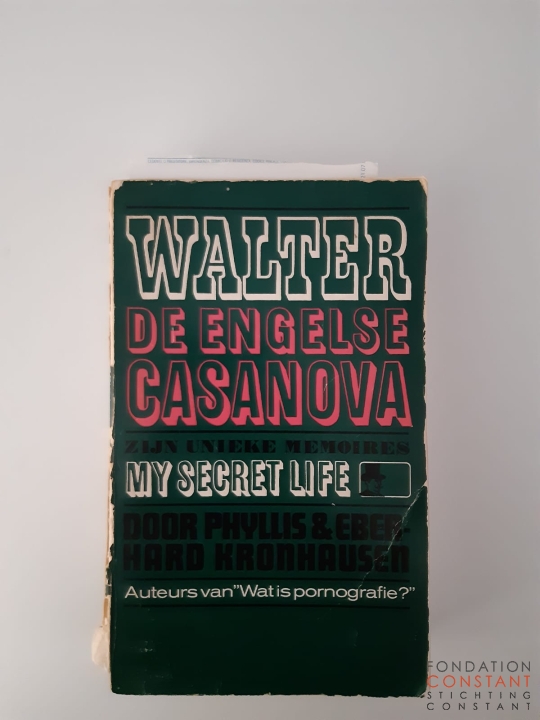 WALTER
DE ENGELSE
CASANOVA
ZIJN UNIEKE MEMOIRES
MY SECRET LIFE
DOOR PHYLLIS & EBER-
HARD KRONHAUSEN
Auteurs van "Wat is pornografie?"
FONDATION
CONSTANT
STICHTING
CONSTANT